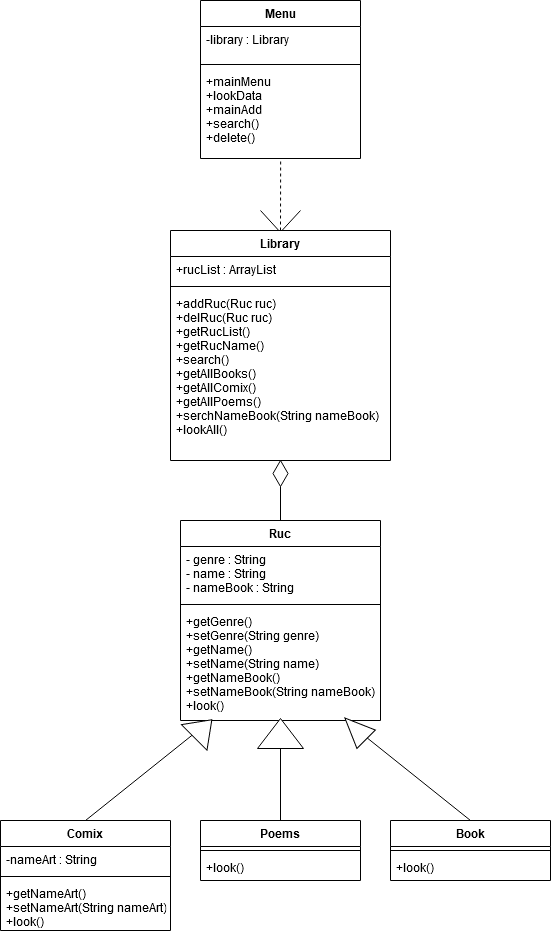 Menu
-library : Library
+mainMenu
+lookData
+mainAdd
+search()
+delete()
Library
+rucList : ArrayList
+addRuc(Ruc ruc)
+delRuc(Ruc ruc)
+getRucList()
+getRucName()
+search()
+getAllBooks()
+getAllComix()
+getAllPoems()
+serchNameBook(String nameBook)
+lookAll()
Ruc
- genre : String
- name : String
- nameBook : String
+getGenre()
+setGenre(String genre)
+getName()
+setName(String name)
+getNameBook()
+setNameBook(String nameBook)
+look()
Comix
-nameArt : String
+getNameArt()
+setNameArt(String nameArt)
+look()
Poems
+look()
Book
+look()